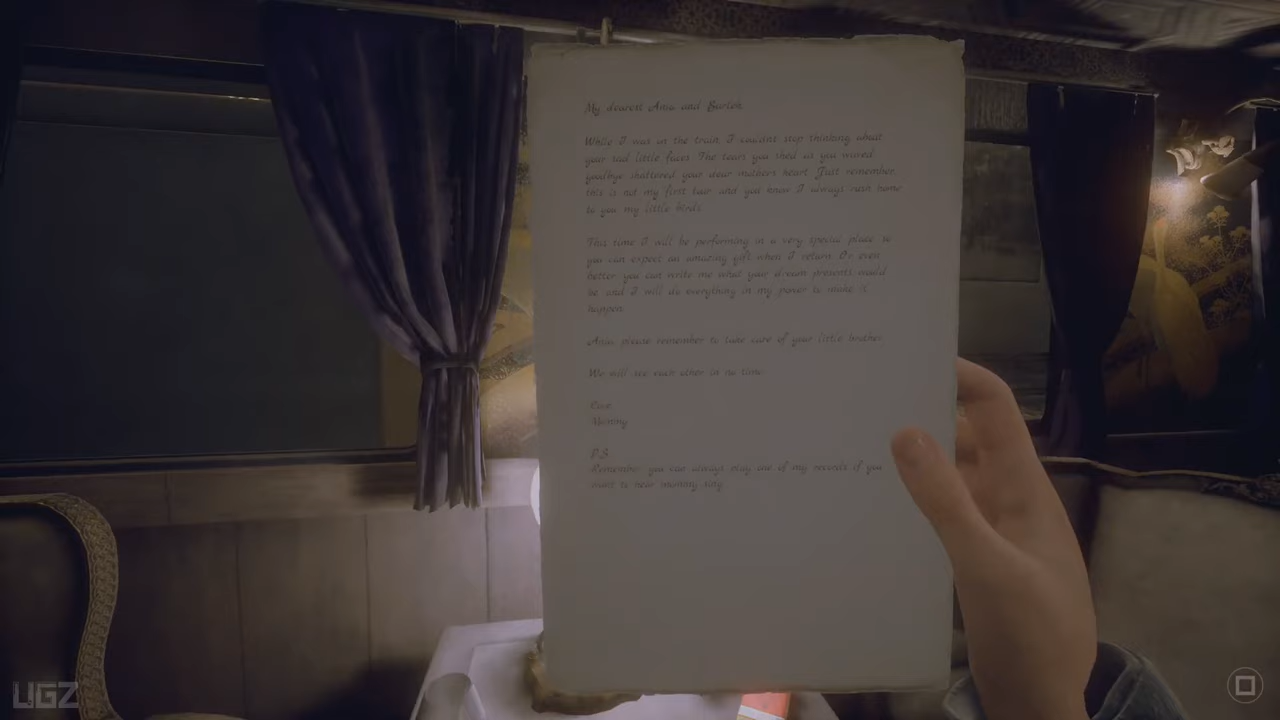 My dearest Ania and
While I was in the train I couldnt stop thinking about
your sad little faces. The tears you shed as you waved
goodbye shattered your dear mothers heart. Just remember
this is not my first tour and you know I always rush home
to you my little birds.
This time I will be performing in a very special place so
you can expect an amazing gift when I return. Or even
better you can write me what your dream presents would
be and I will do everything in my power to make it
happen.
Ania, please remember to take care of your little brother.
We will see each other in no time.
Love
Mommy
P.S.
Remember, you can always play one of my records if you
want to hear mommy sing.
UGZ